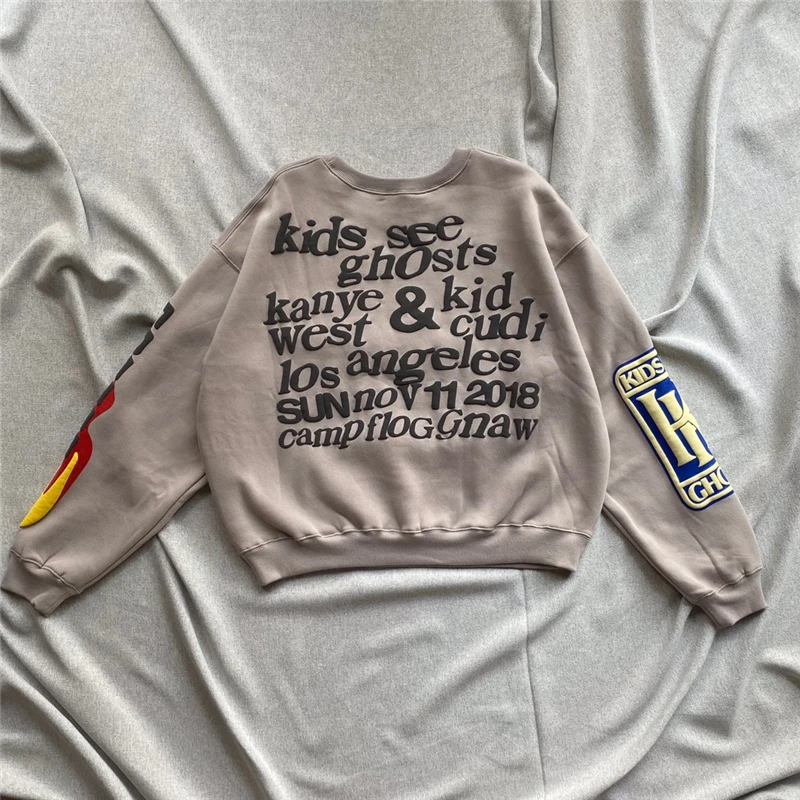 kids see
ghosts
kanye & kid
west cudi
los angeles
SUN nov 11 2018
camp floG Gnaw
KIDS
GHO